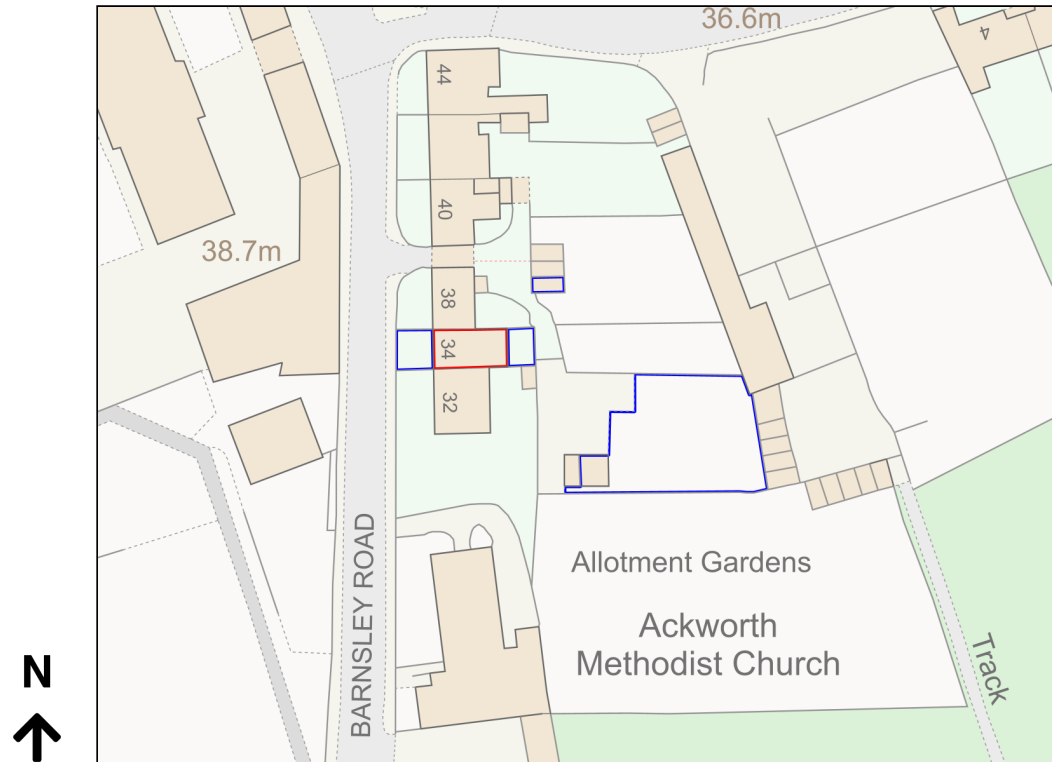 36.6m
4
44
40
38.7m
38
34
32
BARNSLEY ROAD
Allotment Gardens
Ackworth
Methodist Church
Track
N